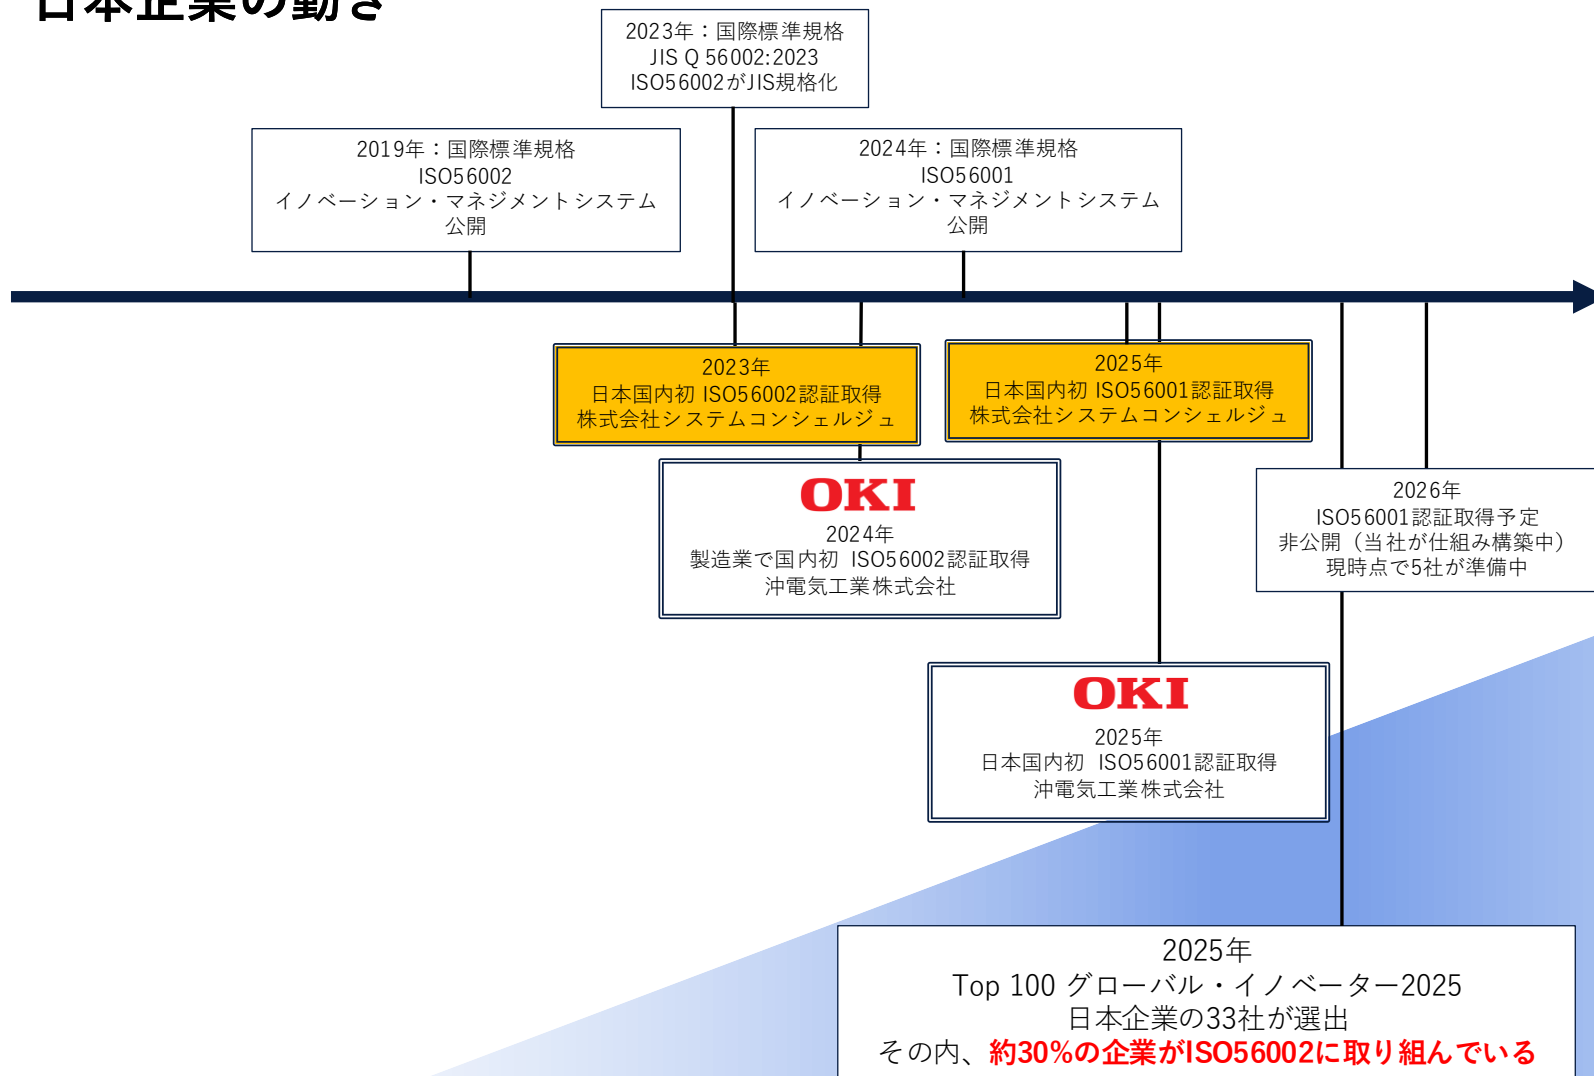 日本企業の動き
2023年：国際標準規格
JIS Q 56002:2023
ISO56002がJIS規格化
2019年：国際標準規格
ISO56002
イノベーション・マネジメントシステム
公開
2024年：国際標準規格
ISO56001
イノベーション・マネジメントシステム
公開
2023年
日本国内初 ISO56002認証取得
株式会社システムコンシェルジュ
2025年
日本国内初 ISO56001認証取得
株式会社システムコンシェルジュ
OKI
2024年
製造業で国内初 ISO56002認証取得
沖電気工業株式会社
2026年
ISO56001認証取得予定
非公開（当社が仕組み構築中）
現時点で5社が準備中
OKI
2025年
日本国内初 ISO56001認証取得
沖電気工業株式会社
2025年
Top 100 グローバル・イノベーター2025
日本企業の33社が選出
その内、約30%の企業がISO56002に取り組んでいる